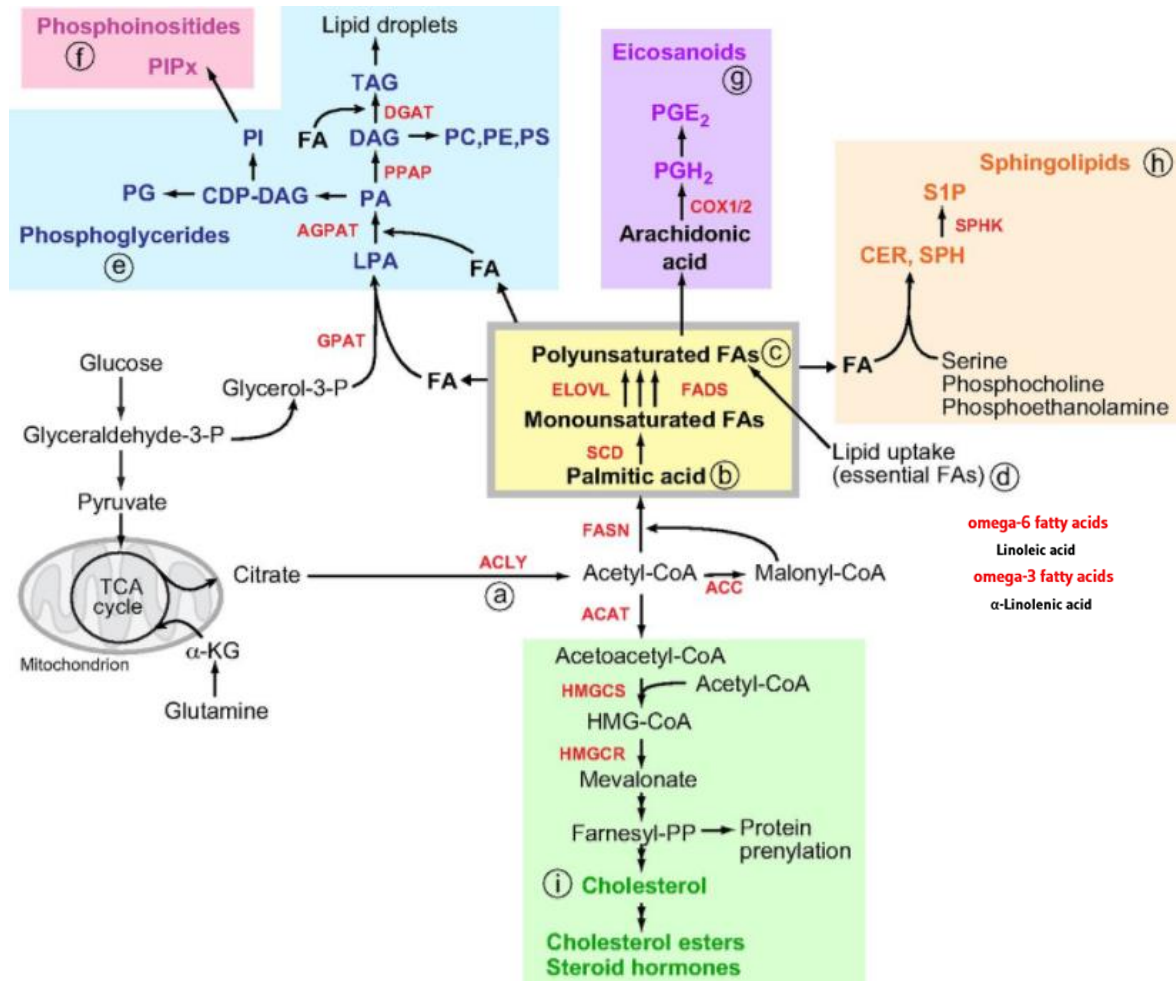 Phosphoinositides
f
PIPx
Lipid droplets
TAG
DGAT
FA
DAG
PC,PE,PS
PI
PPAP
PG
CDP-DAG
PA
AGPAT
Phosphoglycerides
e
LPA
FA
Eicosanoids
g
PGE₂
PGH₂
COX1/2
Arachidonic
acid
Sphingolipids
h
S1P
SPHK
CER, SPH
FA
Serine
Phosphocholine
Phosphoethanolamine
GPAT
Glucose
Glycerol-3-P
FA
Glyceraldehyde-3-P
Pyruvate
TCA
cycle
Mitochondrion
α-KG
Glutamine
Citrate
Polyunsaturated FAs
c
ELOVL
FADS
Monounsaturated FAs
SCD
Palmitic acid
b
Lipid uptake
(essential FAs)
d
omega-6 fatty acids
Linoleic acid
omega-3 fatty acids
α-Linolenic acid
FASN
ACLY
a
Acetyl-CoA
ACC
Malonyl-CoA
ACAT
Acetoacetyl-CoA
HMGCS
Acetyl-CoA
HMG-CoA
HMGCR
Mevalonate
Farnesyl-PP
Protein
prenylation
i
Cholesterol
Cholesterol esters
Steroid hormones